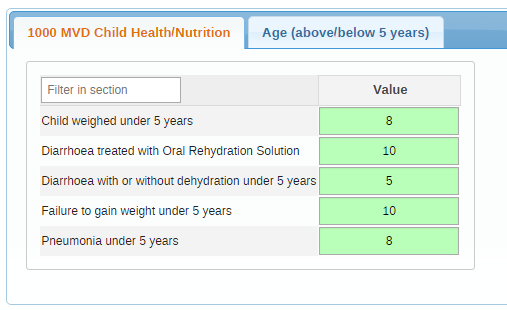 1000 MVD Child Health/Nutrition Age (above/below 5 years)
Filter in section Value
Child weighed under 5 years 8
Diarrhoea treated with Oral Rehydration Solution 10
Diarrhoea with or without dehydration under 5 years 5
Failure to gain weight under 5 years 10
Pneumonia under 5 years 8